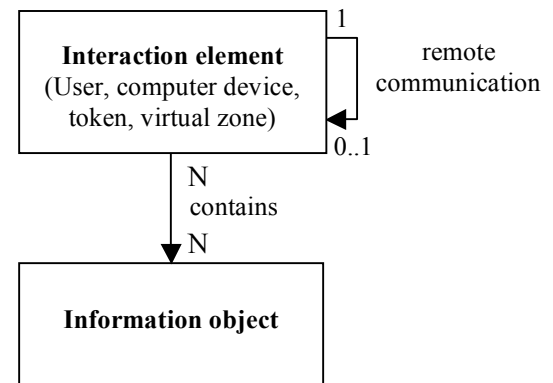 Interaction element
(User, computer device,
token, virtual zone)
1
remote
communication
0..1
N
contains
N
Information object